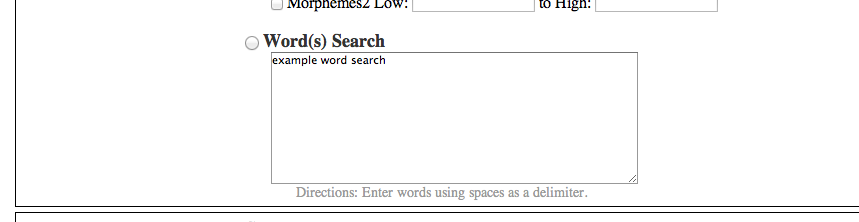 Morphemes2 Low: to High:
Word(s) Search
example word search
Directions: Enter words using spaces as a delimiter.